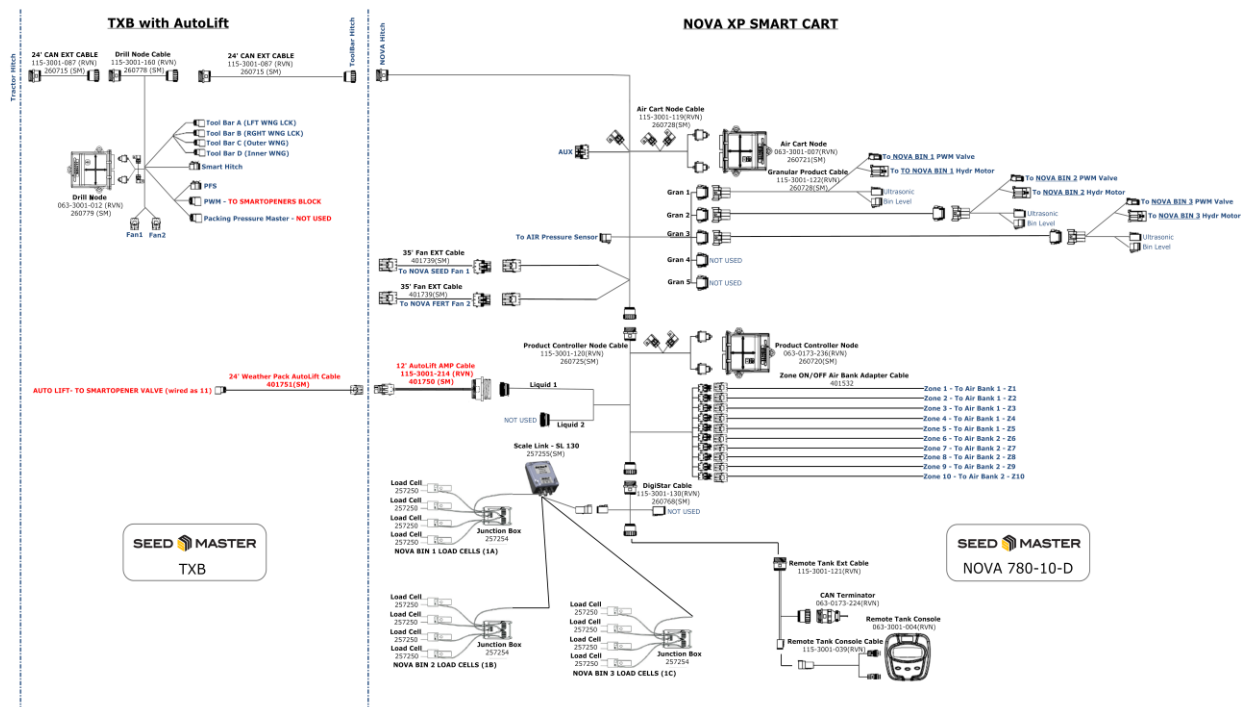 TXB with AutoLift
NOVA XP SMART CART
Tractor Hitch
24' CAN EXT CABLE
115-3001-087 (RVN)
260715 (SM)
Drill Node Cable
115-3001-160 (RVN)
260778 (SM)
24' CAN EXT CABLE
115-3001-087 (RVN)
260715 (SM)
ToolBar Hitch
NOVA Hitch
Tool Bar A (LFT WNG LCK)
Tool Bar B (RGHT WNG LCK)
Tool Bar C (Outer WNG)
Tool Bar D (Inner WNG)
Smart Hitch
PFS
PWM - TO SMARTOPENERS BLOCK
Packing Pressure Master - NOT USED
Drill Node
063-3001-012 (RVN)
260779 (SM)
Fan1
Fan2
Air Cart Node Cable
115-3001-119(RVN)
260728(SM)
AUX
Air Cart Node
063-3001-007(RVN)
260721(SM)
Granular Product Cable
115-3001-122(RVN)
260728(SM)
To NOVA BIN 1 PWM Valve
To TO NOVA BIN 1 Hydr Motor
Ultrasonic
Bin Level
To NOVA BIN 2 PWM Valve
To NOVA BIN 2 Hydr Motor
Ultrasonic
Bin Level
To NOVA BIN 3 PWM Valve
To NOVA BIN 3 Hydr Motor
Ultrasonic
Bin Level
Gran 1
Gran 2
Gran 3
Gran 4
NOT USED
Gran 5
NOT USED
To AIR Pressure Sensor
35' Fan EXT Cable
401739(SM)
To NOVA SEED Fan 1
35' Fan EXT Cable
401739(SM)
To NOVA FERT Fan 2
Product Controller Node Cable
115-3001-120(RVN)
260725(SM)
Product Controller Node
063-0173-236(RVN)
260720(SM)
AUTO LIFT- TO SMARTOPENER VALVE (wired as 11)
24' Weather Pack AutoLift Cable
401751(SM)
12' AutoLift AMP Cable
115-3001-214 (RVN)
401750 (SM)
Liquid 1
NOT USED
Liquid 2
Zone ON/OFF Air Bank Adapter Cable
401532
Zone 1 - To Air Bank 1 - Z1
Zone 2 - To Air Bank 1 - Z2
Zone 3 - To Air Bank 1 - Z3
Zone 4 - To Air Bank 1 - Z4
Zone 5 - To Air Bank 1 - Z5
Zone 6 - To Air Bank 2 - Z6
Zone 7 - To Air Bank 2 - Z7
Zone 8 - To Air Bank 2 - Z8
Zone 9 - To Air Bank 2 - Z9
Zone 10 - To Air Bank 2 - Z10
Scale Link - SL 130
257255(SM)
DigiStar Cable
115-3001-130(RVN)
260768(SM)
NOT USED
Load Cell
257250
Load Cell
257250
Load Cell
257250
Load Cell
257250
Junction Box
257254
NOVA BIN 1 LOAD CELLS (1A)
Load Cell
257250
Load Cell
257250
Load Cell
257250
Load Cell
257250
Junction Box
257254
NOVA BIN 2 LOAD CELLS (1B)
Load Cell
257250
Load Cell
257250
Load Cell
257250
Load Cell
257250
Junction Box
257254
NOVA BIN 3 LOAD CELLS (1C)
Remote Tank Ext Cable
115-3001-121(RVN)
CAN Terminator
063-0173-224(RVN)
Remote Tank Console
063-3001-004(RVN)
Remote Tank Console Cable
115-3001-039(RVN)
SEED MASTER
TXB
SEED MASTER
NOVA 780-10-D